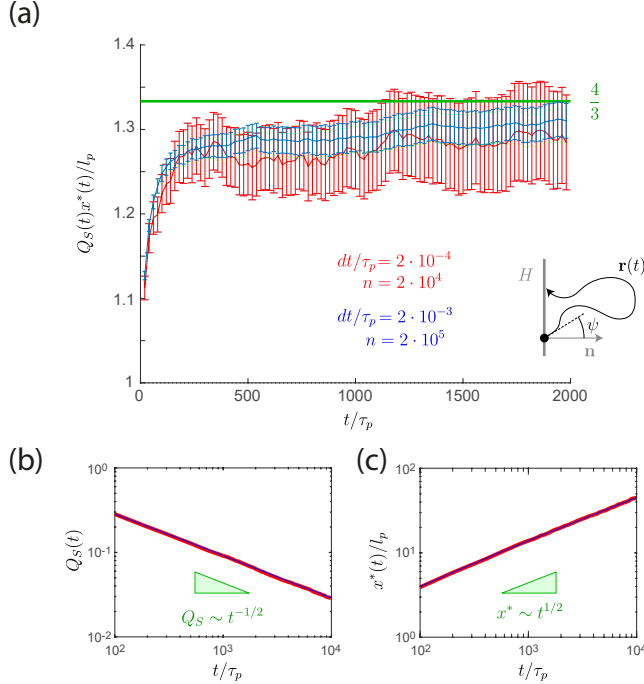 (a)
1.4
1.3
1.2
1.1
1
Q_S(t)x*(t)/l_p
4/3
dt/τ_p = 2 · 10^{-4}
n = 2 · 10^4
dt/τ_p = 2 · 10^{-3}
n = 2 · 10^5
H
r(t)
ψ
n
0
500
1000
1500
2000
t/τ_p
(b)
10^0
10^{-1}
10^{-2}
Q_S(t)
Q_S ∼ t^{-1/2}
10^2
10^3
10^4
t/τ_p
(c)
10^2
10^1
10^0
x*(t)/l_p
x* ∼ t^{1/2}
10^2
10^3
10^4
t/τ_p